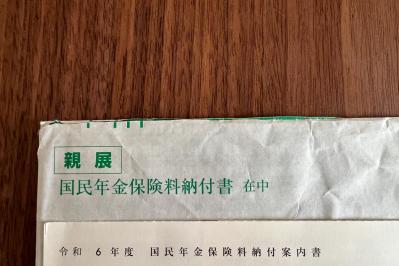 親展
国民年金保険料納付書 在中
令和 6 年度 国民年金保険料納付案内書